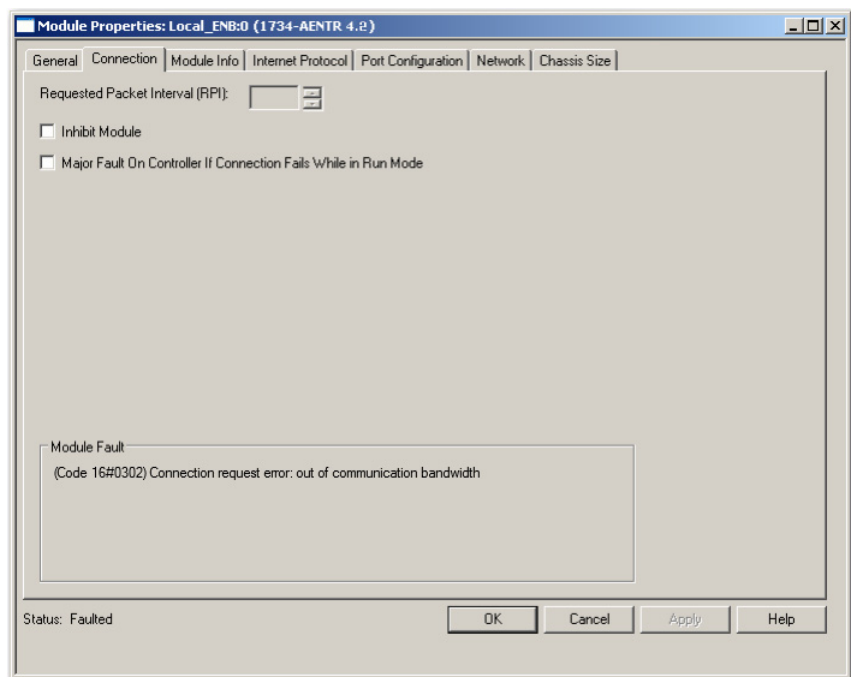 Module Properties: Local_ENB:0 (1734-AENTR 4.2)
General Connection Module Info Internet Protocol Port Configuration Network Chassis Size
Requested Packet Interval (RPI):
Inhibit Module
Major Fault On Controller If Connection Fails While in Run Mode
Module Fault
(Code 16#0302) Connection request error: out of communication bandwidth
Status: Faulted OK Cancel Apply Help